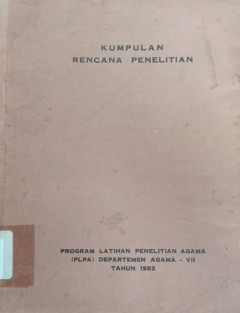 KUMPULAN
RENCANA PENELITIAN
PROGRAM LATIHAN PENELITIAN AGAMA
(PLPA) DEPARTEMEN AGAMA - VII
TAHUN 1982